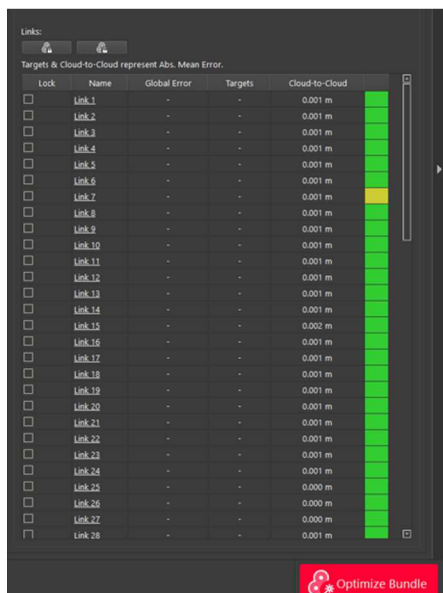 Links:
Targets & Cloud-to-Cloud represent Abs. Mean Error.
Lock Name Global Error Targets Cloud-to-Cloud
Link 1 - - 0.001 m
Link 2 - - 0.001 m
Link 3 - - 0.001 m
Link 4 - - 0.001 m
Link 5 - - 0.001 m
Link 6 - - 0.001 m
Link 7 - - 0.001 m
Link 8 - - 0.001 m
Link 9 - - 0.001 m
Link 10 - - 0.001 m
Link 11 - - 0.001 m
Link 12 - - 0.001 m
Link 13 - - 0.001 m
Link 14 - - 0.001 m
Link 15 - - 0.002 m
Link 16 - - 0.001 m
Link 17 - - 0.001 m
Link 18 - - 0.001 m
Link 19 - - 0.001 m
Link 20 - - 0.001 m
Link 21 - - 0.001 m
Link 22 - - 0.001 m
Link 23 - - 0.001 m
Link 24 - - 0.001 m
Link 25 - - 0.000 m
Link 26 - - 0.000 m
Link 27 - - 0.000 m
Link 28 - - 0.001 m
Optimize Bundle